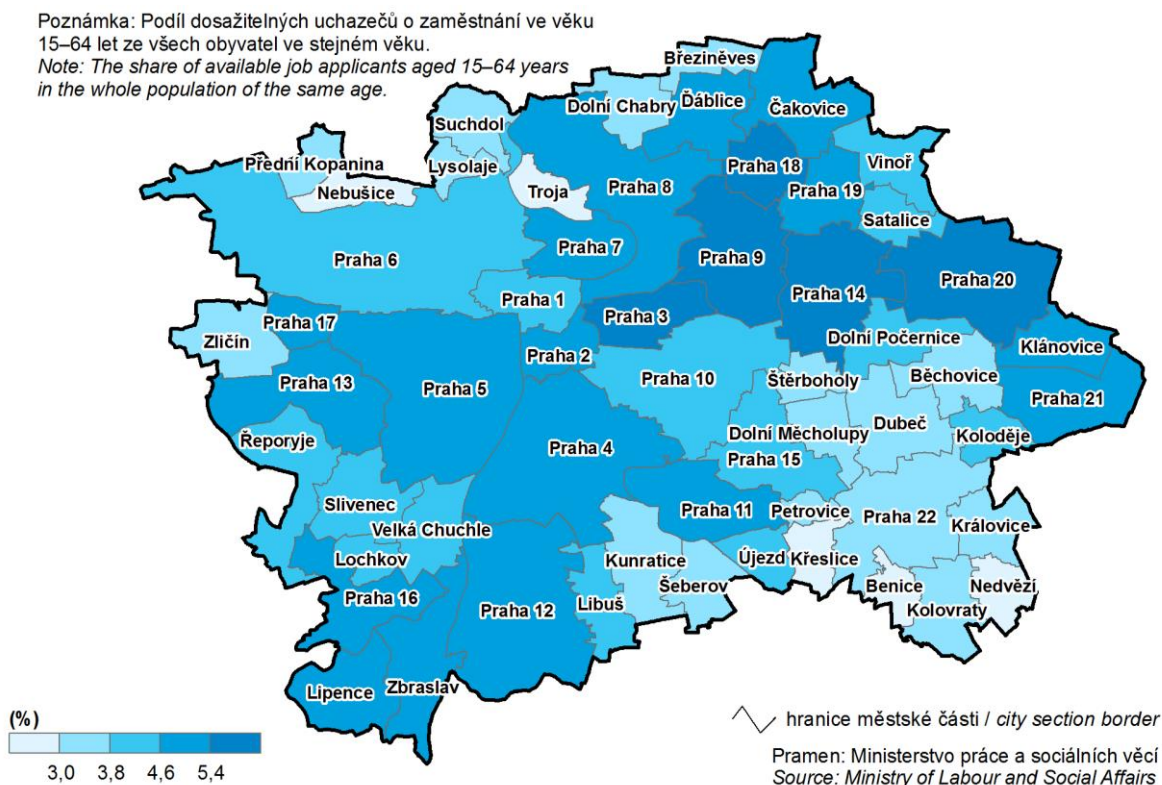 Poznámka: Podíl dosažitelných uchazečů o zaměstnání ve věku
15–64 let ze všech obyvatel ve stejném věku.
Note: The share of available job applicants aged 15–64 years
in the whole population of the same age.
Březiněves
Dolní Chabry
Ďáblice
Čakovice
Suchdol
Přední Kopanina
Lysolaje
Praha 18
Vinoř
Nebušice
Troja
Praha 8
Praha 19
Satalice
Praha 6
Praha 7
Praha 9
Praha 20
Praha 14
Praha 1
Praha 3
Praha 17
Zličín
Praha 2
Dolní Počernice
Klánovice
Praha 13
Praha 5
Praha 10
Štěrboholy
Běchovice
Praha 21
Řeporyje
Praha 4
Dolní Měcholupy
Dubeč
Koloděje
Praha 15
Slivenec
Velká Chuchle
Praha 11
Petrovice
Praha 22
Královice
Lochkov
Kunratice
Újezd
Křeslice
Šeberov
Benice
Nedvězí
Praha 16
Praha 12
Libuš
Kolovraty
Lipence
Zbraslav
(%)
3,0
3,8
4,6
5,4
hranice městské části / city section border
Pramen: Ministerstvo práce a sociálních věcí
Source: Ministry of Labour and Social Affairs